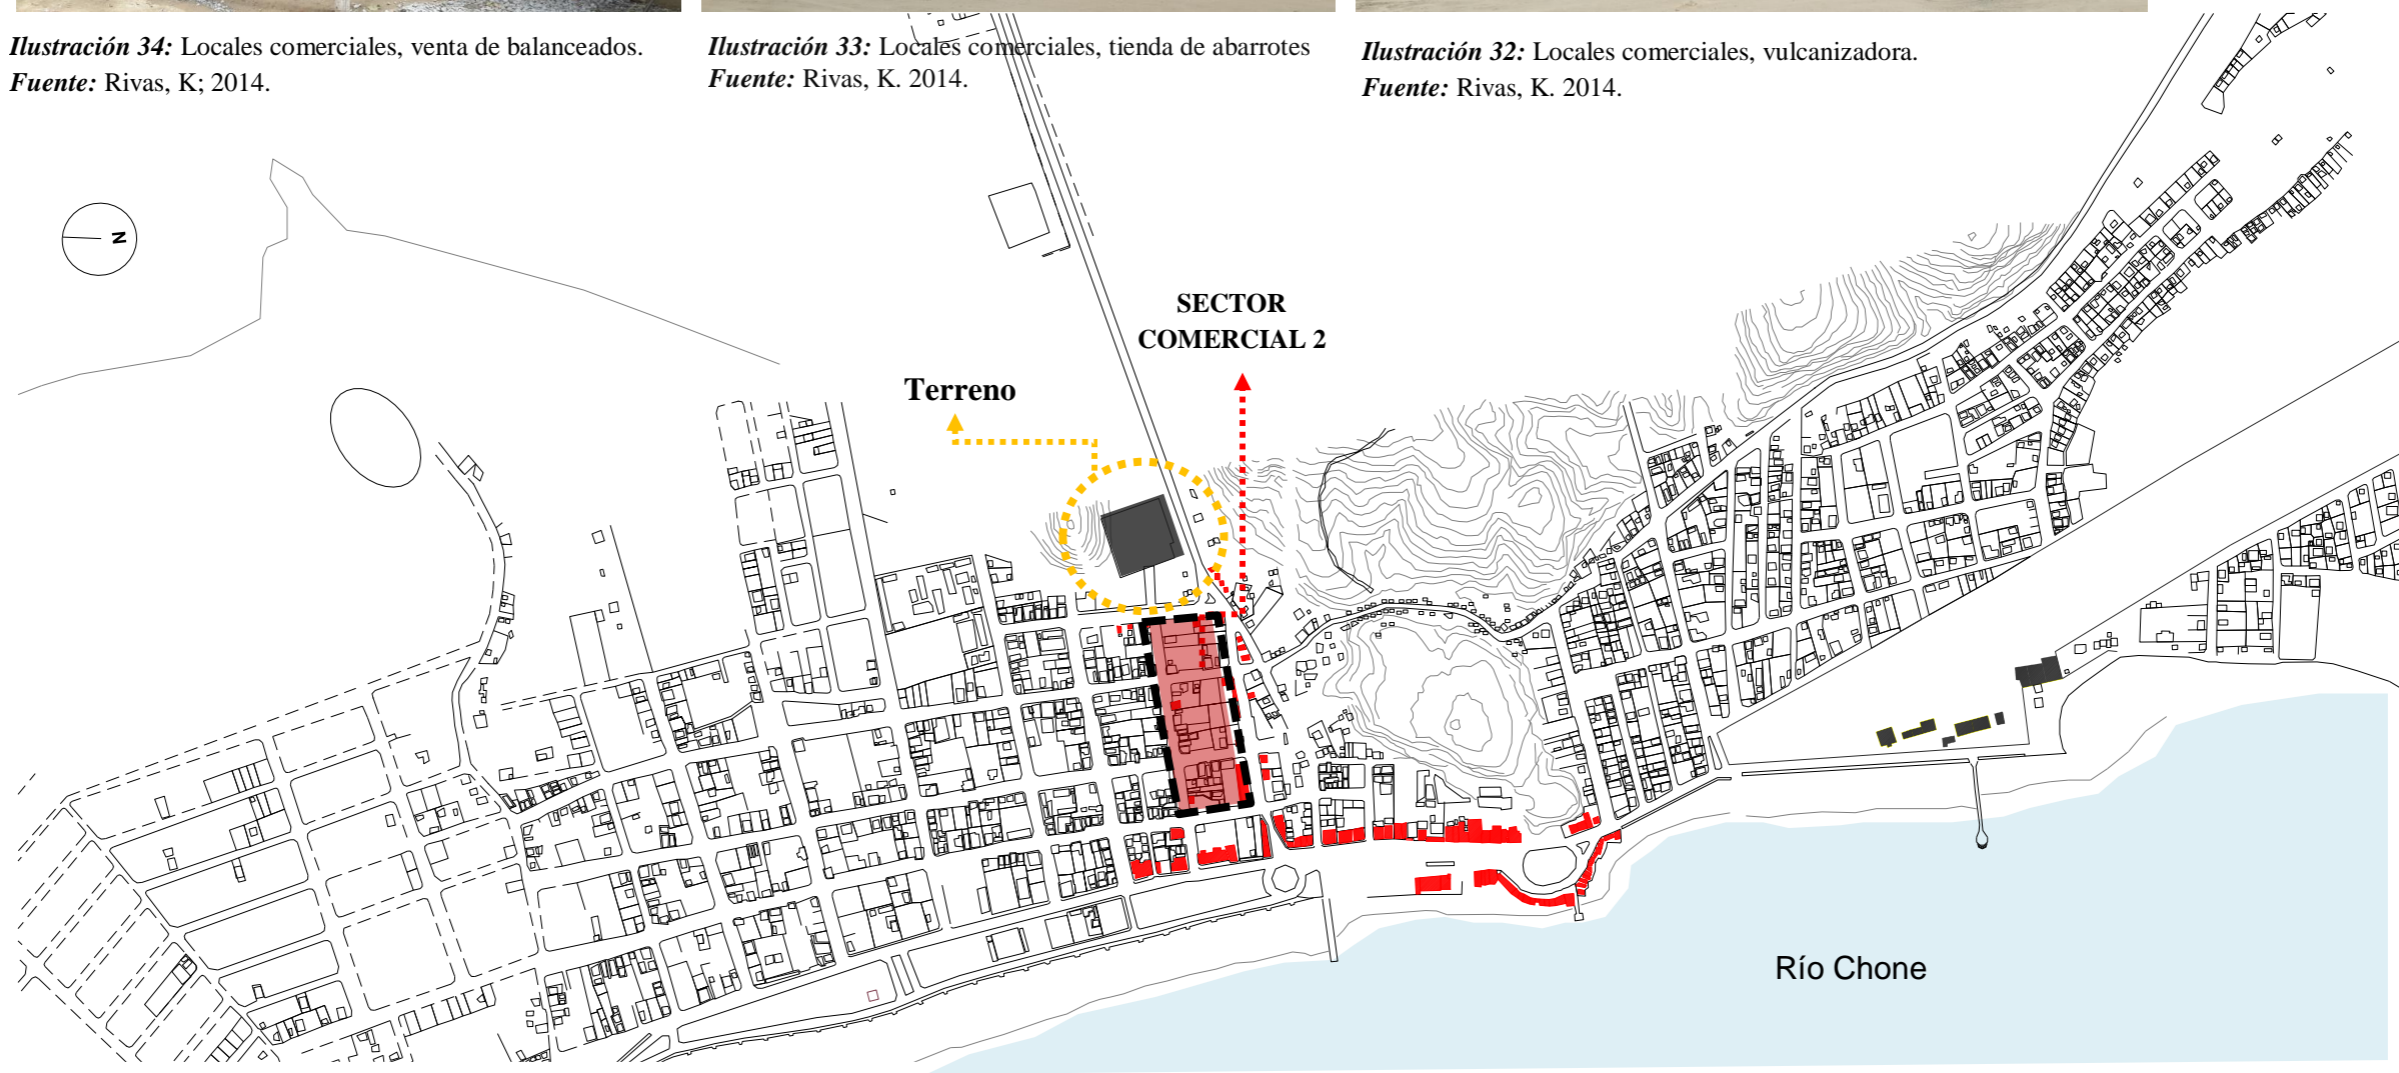 Ilustración 34: Locales comerciales, venta de balanceados.
Fuente: Rivas, K; 2014.
Ilustración 33: Locales comerciales, tienda de abarrotes
Fuente: Rivas, K. 2014.
Ilustración 32: Locales comerciales, vulcanizadora.
Fuente: Rivas, K. 2014.
N
SECTOR
COMERCIAL 2
Terreno
Río Chone